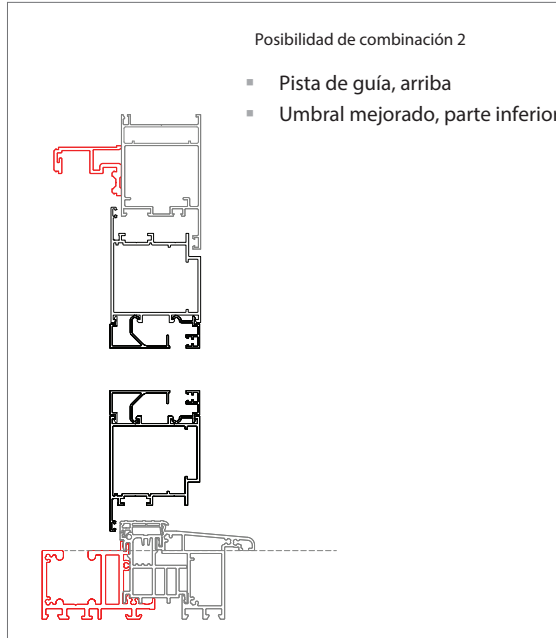 Posibilidad de combinación 2
▪ Pista de guía, arriba
▪ Umbral mejorado, parte inferior